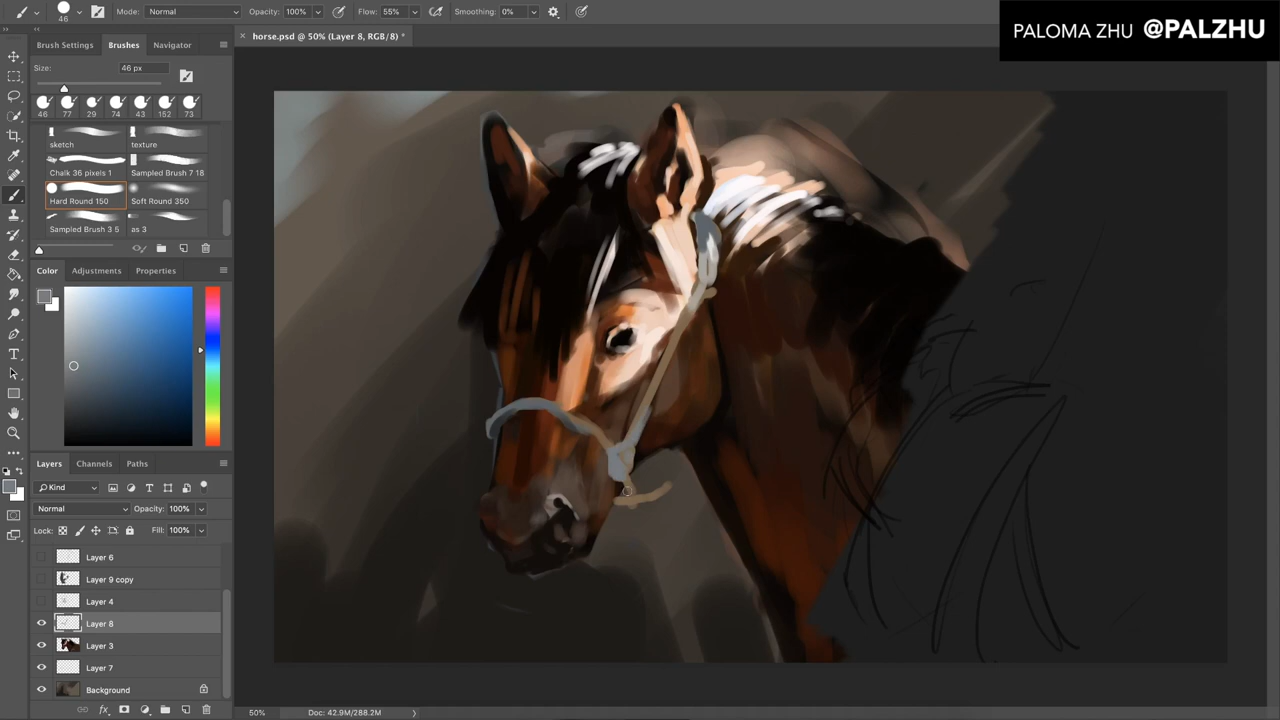 46
Mode: Normal
Opacity: 100%
Flow: 55%
Smoothing: 0%
PALOMA ZHU @PALZHU
horse.psd @ 50% (Layer 8, RGB/8) *
Brush Settings
Brushes
Navigator
Size:
46 px
46
77
29
74
43
152
73
sketch
texture
Chalk 36 pixels 1
Sampled Brush 7 18
Hard Round 150
Soft Round 350
Sampled Brush 3 5
as 3
Color
Adjustments
Properties
Layers
Channels
Paths
Kind
Normal
Opacity: 100%
Lock:
Fill: 100%
Layer 6
Layer 9 copy
Layer 4
Layer 8
Layer 3
Layer 7
Background
fx
50%
Doc: 42.9M/288.2M